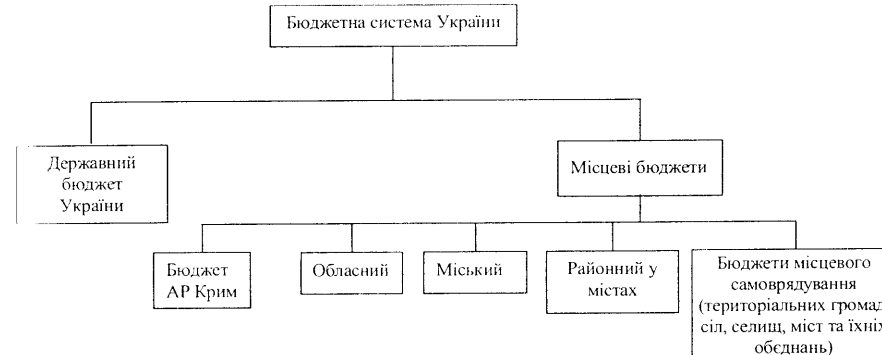 Бюджетна система України
Державний
бюджет
України
Місцеві бюджети
Бюджет
АР Крим
Обласний
Міський
Районний у
містах
Бюджети місцевого
самоврядування
(територіальних громад
сіл, селищ, міст та їхніх
обєднань)